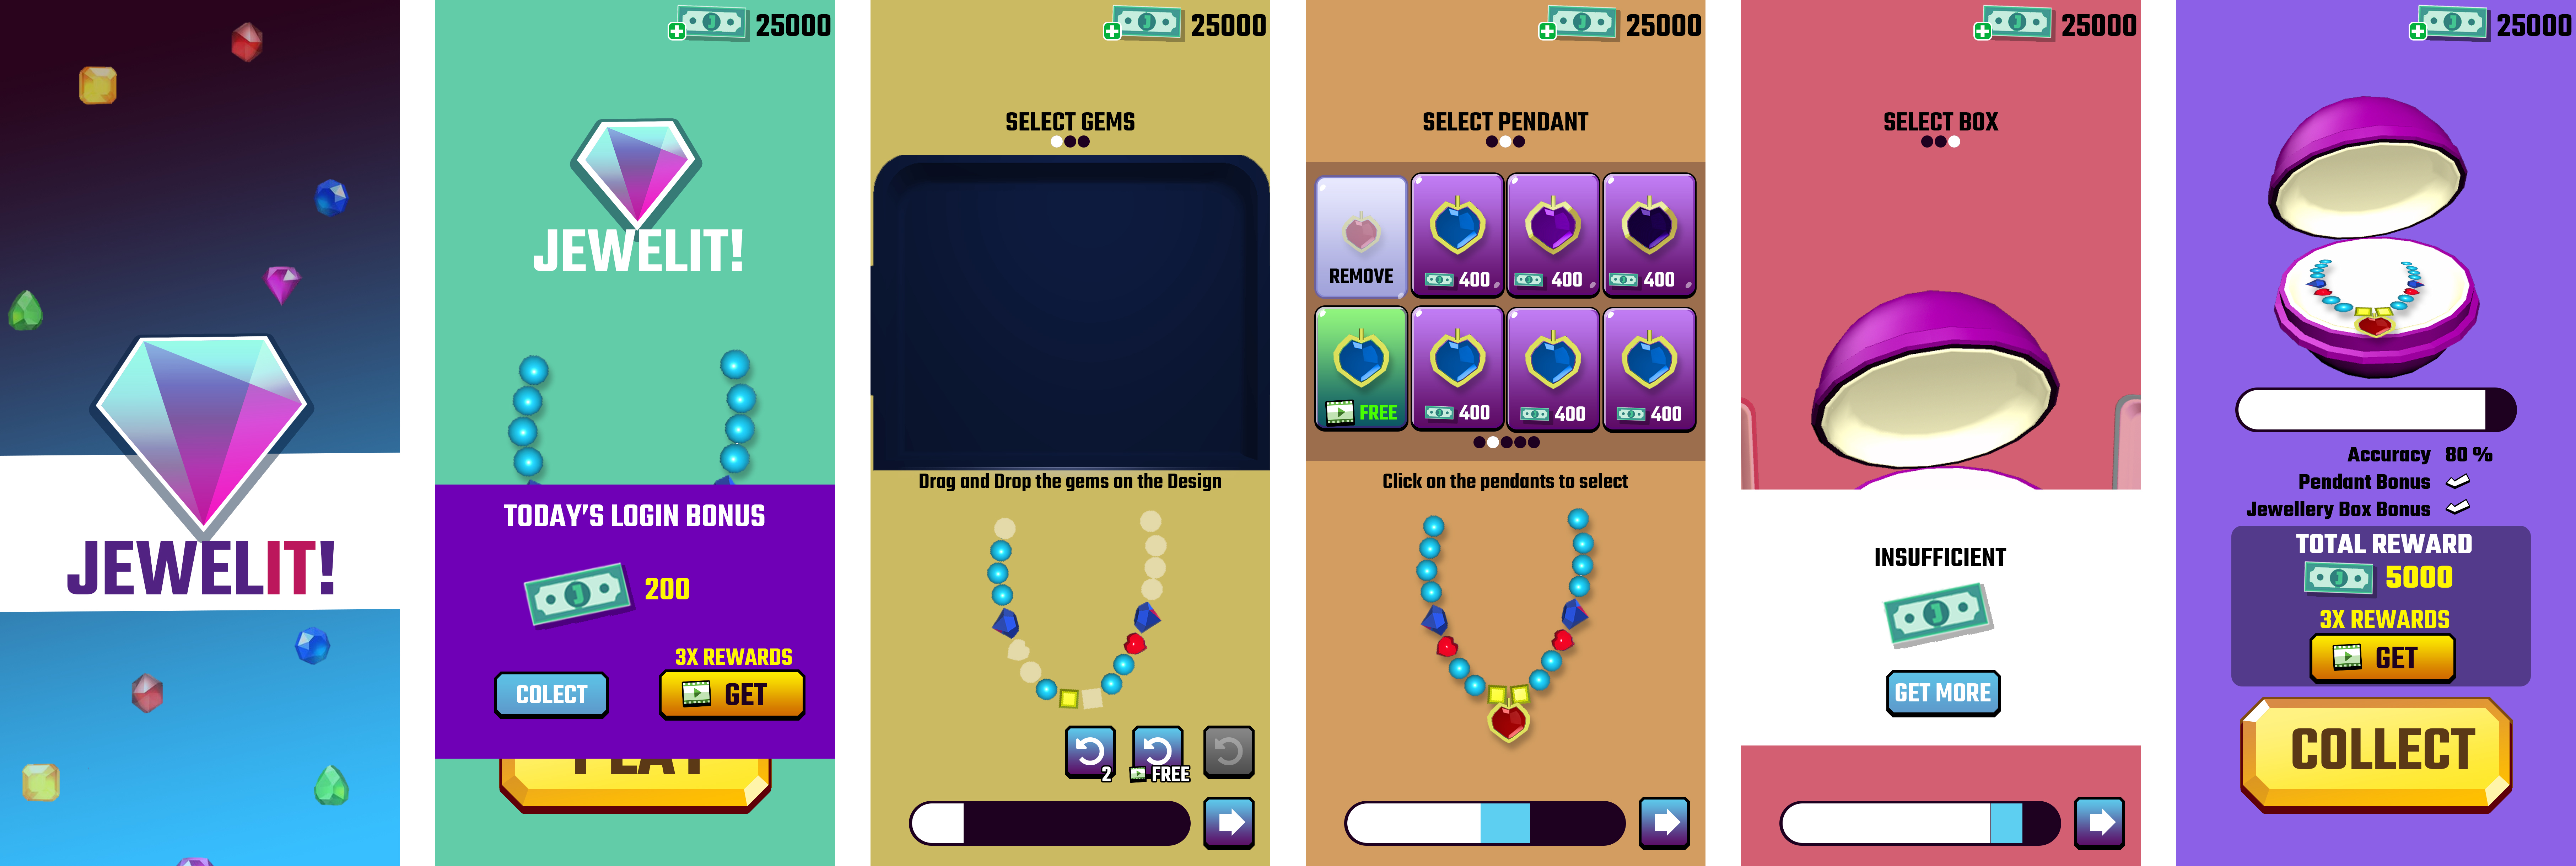 JEWELIT!
25000
JEWELIT!
TODAY'S LOGIN BONUS
200
3X REWARDS
COLECT
GET
PLAY
25000
SELECT GEMS
Drag and Drop the gems on the Design
2
FREE
25000
SELECT PENDANT
REMOVE
400
400
400
FREE
400
400
400
Click on the pendants to select
25000
SELECT BOX
INSUFFICIENT
GET MORE
25000
Accuracy 80 %
Pendant Bonus
Jewellery Box Bonus
TOTAL REWARD
5000
3X REWARDS
GET
COLLECT